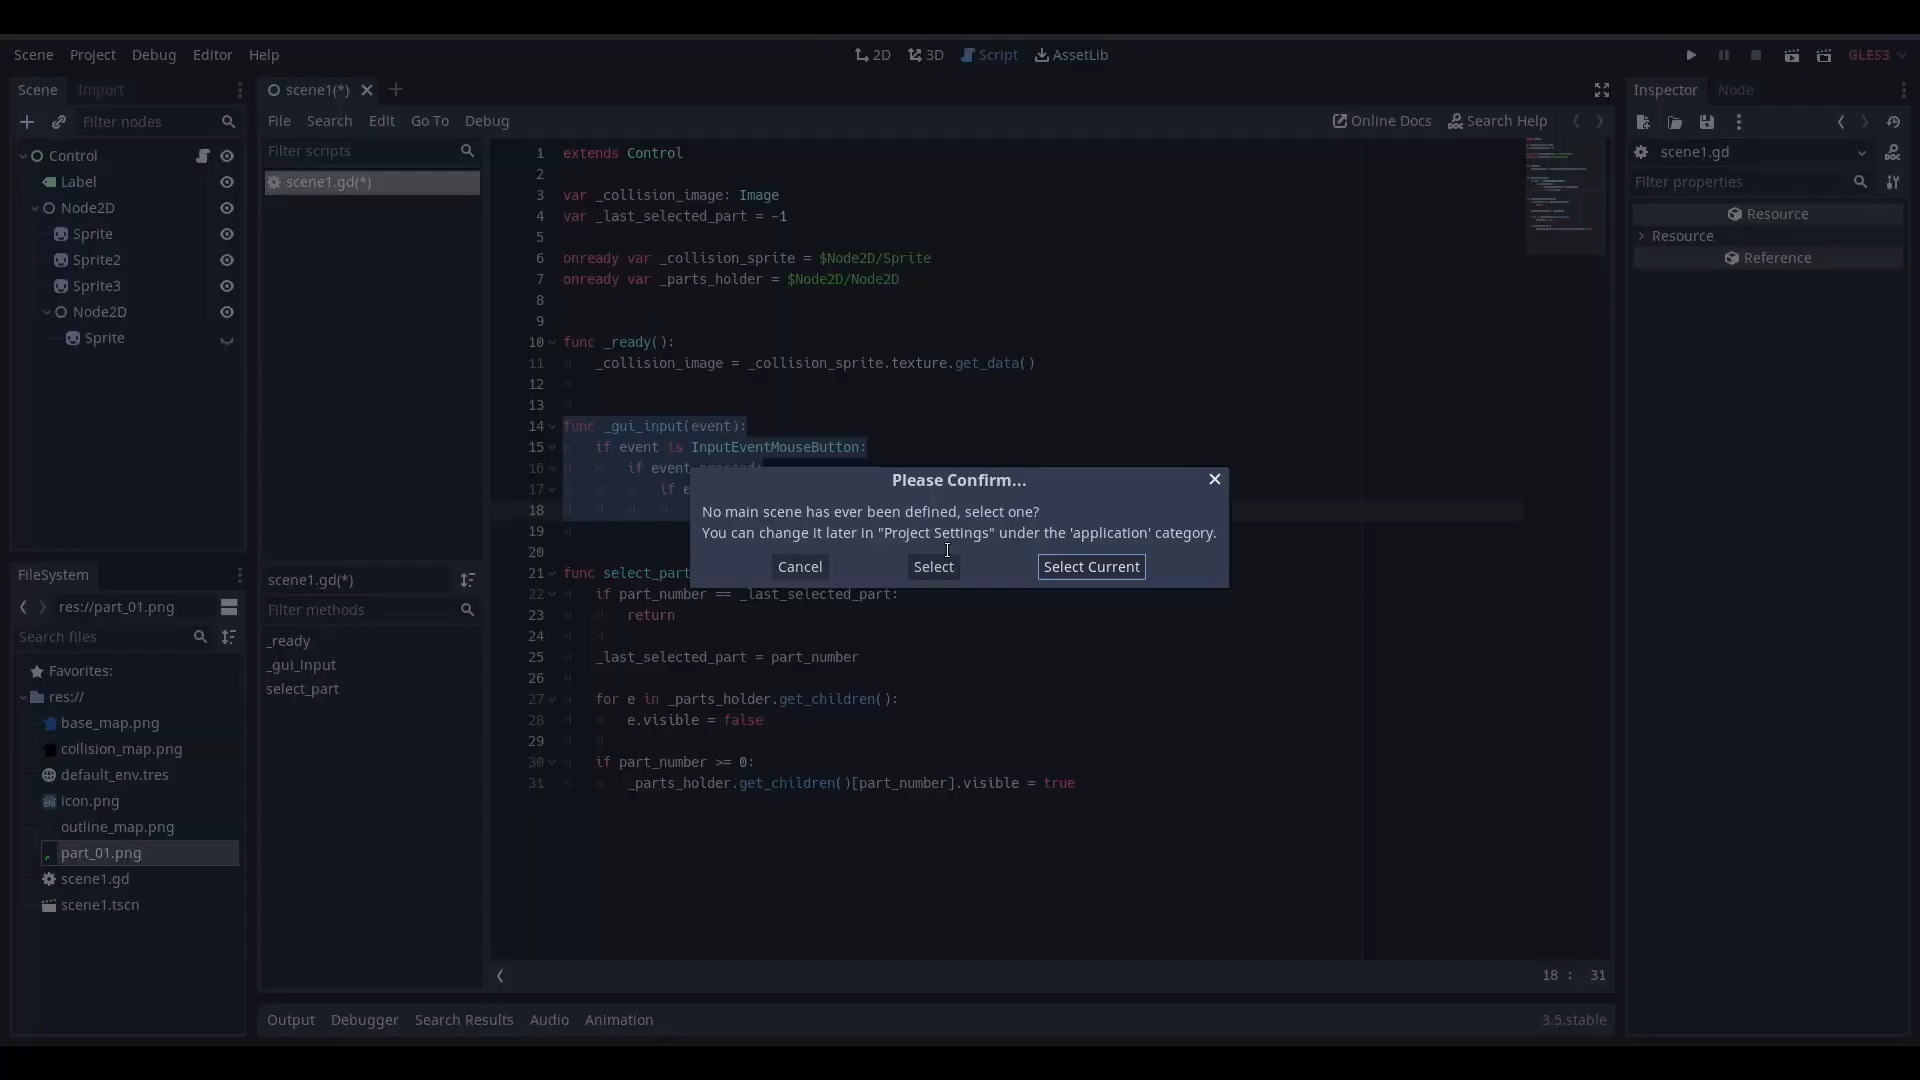 Scene Project Debug Editor Help
2D 3D Script AssetLib
GLES3
Scene Import
Filter nodes
Control
Label
Node2D
Sprite
Sprite2
Sprite3
Node2D
Sprite
FileSystem
res://part_01.png
Search files
Favorites:
res://
base_map.png
collision_map.png
default_env.tres
icon.png
outline_map.png
part_01.png
scene1.gd
scene1.tscn
scene1(*)
File Search Edit Go To Debug
Online Docs Search Help
Filter scripts
scene1.gd(*)
scene1.gd(*)
Filter methods
_ready
_gui_input
select_part
1 extends Control
2
3 var _collision_image: Image
4 var _last_selected_part = -1
5
6 onready var _collision_sprite = $Node2D/Sprite
7 onready var _parts_holder = $Node2D/Node2D
8
9
10 func _ready():
11 _collision_image = _collision_sprite.texture.get_data()
12
13
14 func _gui_input(event):
15 if event is InputEventMouseButton:
16 if event.pressed:
17 if e
18
19
20
21 func select_part
22 if part_number == _last_selected_part:
23 return
24
25 _last_selected_part = part_number
26
27 for e in _parts_holder.get_children():
28 e.visible = false
29
30 if part_number >= 0:
31 _parts_holder.get_children()[part_number].visible = true
Please Confirm...
No main scene has ever been defined, select one?
You can change it later in "Project Settings" under the 'application' category.
Cancel Select Select Current
18 : 31
Output Debugger Search Results Audio Animation
3.5.stable
Inspector Node
scene1.gd
Filter properties
Resource
Resource
Reference